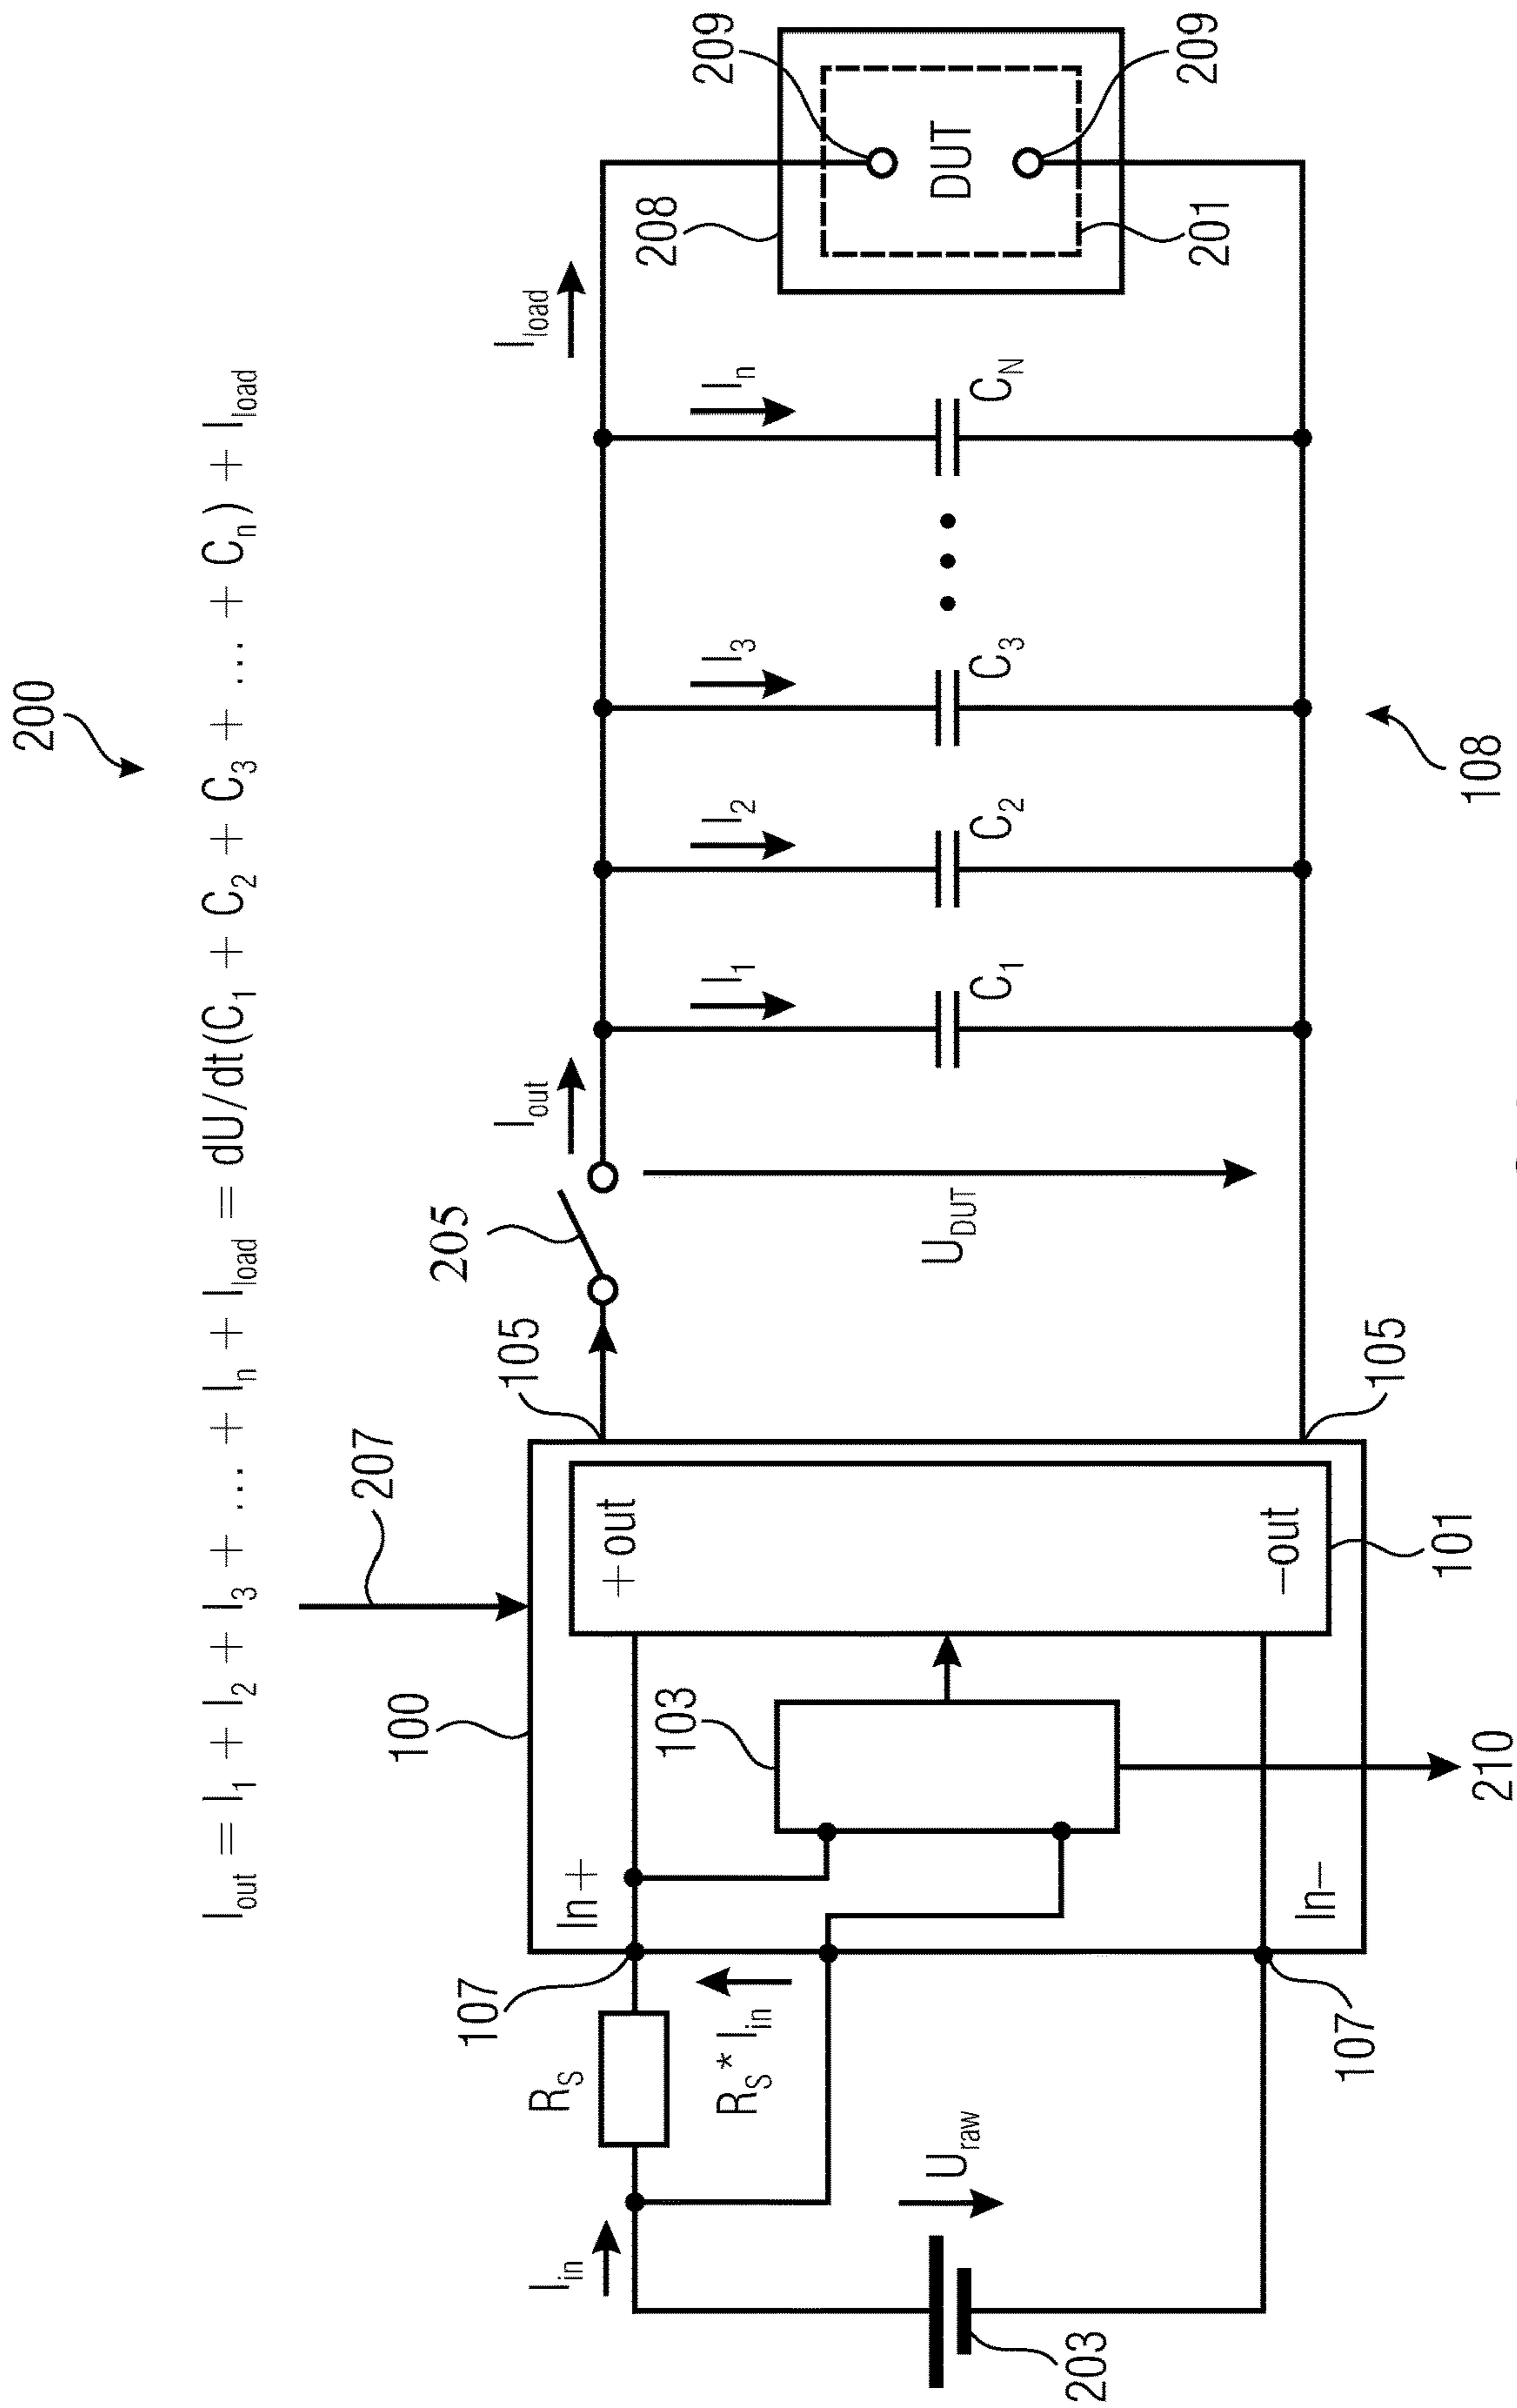 200
I_out = I_1 + I_2 + I_3 + ... + I_n + I_load = dU/dt(C_1 + C_2 + C_3 + ... + C_n) + I_load
207
100
105
205
I_out
I_load
I_in
R_S
107
In+
+out
I_1
I_2
I_3
I_n
208
209
R_S * I_in
103
U_raw
U_DUT
C_1
C_2
C_3
C_N
DUT
203
107
In−
−out
210
101
105
108
201
209